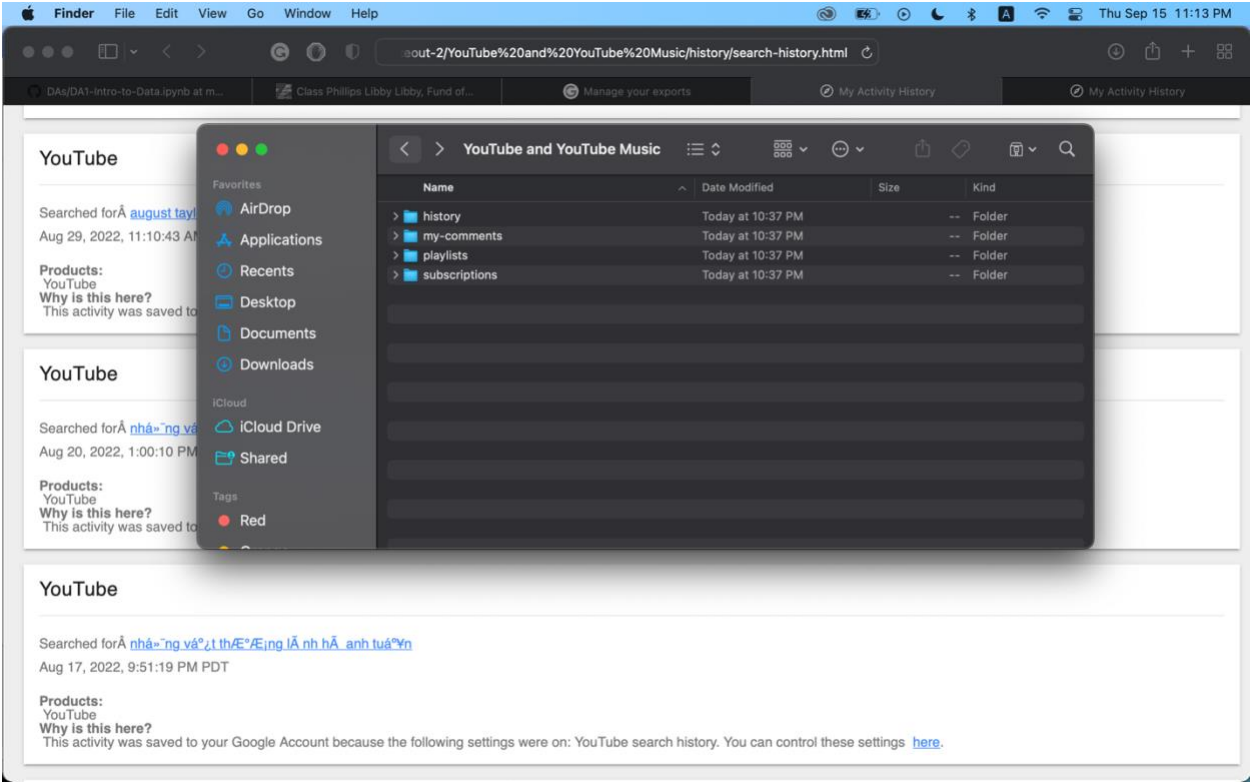 Finder File Edit View Go Window Help A Thu Sep 15 11:13 PM
eout-2/YouTube%20and%20YouTube%20Music/history/search-history.html
DAs/DA1-Intro-to-Data.ipynb at m... Class Phillips Libby Libby, Fund of... Manage your exports My Activity History My Activity History
YouTube
Searched forÂ august tayl
Aug 29, 2022, 11:10:43 AM
Products:
YouTube
Why is this here?
This activity was saved to
YouTube
Searched forÂ nhá»¯ng vá
Aug 20, 2022, 1:00:10 PM
Products:
YouTube
Why is this here?
This activity was saved to
YouTube and YouTube Music
Favorites
AirDrop
Applications
Recents
Desktop
Documents
Downloads
iCloud
iCloud Drive
Shared
Tags
Red
Name Date Modified Size Kind
history Today at 10:37 PM -- Folder
my-comments Today at 10:37 PM -- Folder
playlists Today at 10:37 PM -- Folder
subscriptions Today at 10:37 PM -- Folder
YouTube
Searched forÂ nhá»¯ng váº¿t thÆ°Æ¡ng lÃ nh hÃ anh tuáº¥n
Aug 17, 2022, 9:51:19 PM PDT
Products:
YouTube
Why is this here?
This activity was saved to your Google Account because the following settings were on: YouTube search history. You can control these settings here.